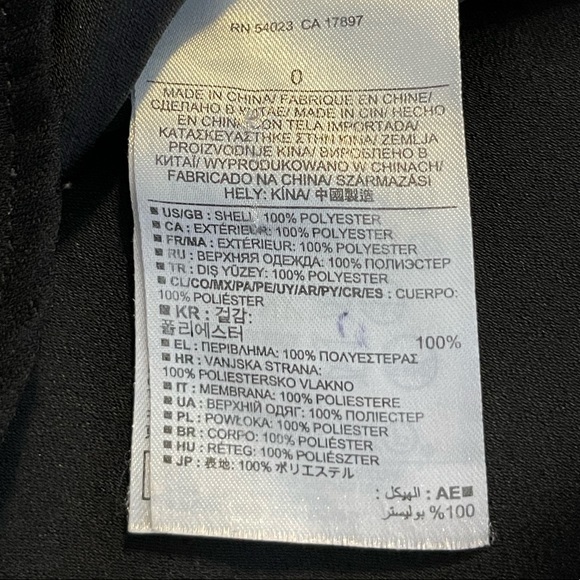 RN 54023 CA 17897
0
MADE IN CHINA/ FABRIQUÉ EN CHINE/
СДЕЛАНО В КИТАЕ/ MADE IN CIN/ HECHO
EN CHINA CON TELA IMPORTADA/
ΚΑΤΑΣΚΕΥΑΣΤΗΚΕ ΣΤΗΝ ΚΙΝΑ/ ZEMLJA
PROIZVODNJE KINA/ ВИРОБЛЕНО В
КИТАЇ/ WYPRODUKOWANO W CHINACH/
FABRICADO NA CHINA/ SZÁRMAZÁSI
HELY: KÍNA/ 中國製造
■ US/GB : SHELL 100% POLYESTER
■ CA : EXTÉRIEUR: 100% POLYESTER
■ FR/MA : EXTÉRIEUR: 100% POLYESTER
■ RU : ВЕРХНЯЯ ОДЕЖДА: 100% ПОЛИЭСТЕР
■ TR : DIŞ YÜZEY: 100% POLYESTER
■ CL/CO/MX/PA/PE/UY/AR/PY/CR/ES : CUERPO:
100% POLIÉSTER
■ KR : 겉감: 100%
폴리에스터
■ EL : ΠΕΡΙΒΛΗΜΑ: 100% ΠΟΛΥΕΣΤΕΡΑΣ
■ HR : VANJSKA STRANA:
100% POLIESTERSKO VLAKNO
■ IT : MEMBRANA: 100% POLIESTERE
■ UA : ВЕРХНІЙ ОДЯГ: 100% ПОЛІЕСТЕР
■ PL : POWŁOKA: 100% POLIESTER
■ BR : CORPO: 100% POLIÉSTER
■ HU : RÉTEG: 100% POLIÉSZTER
■ JP : 表地: 100% ポリエステル
■ AE : الهيكل :
100% بوليستر